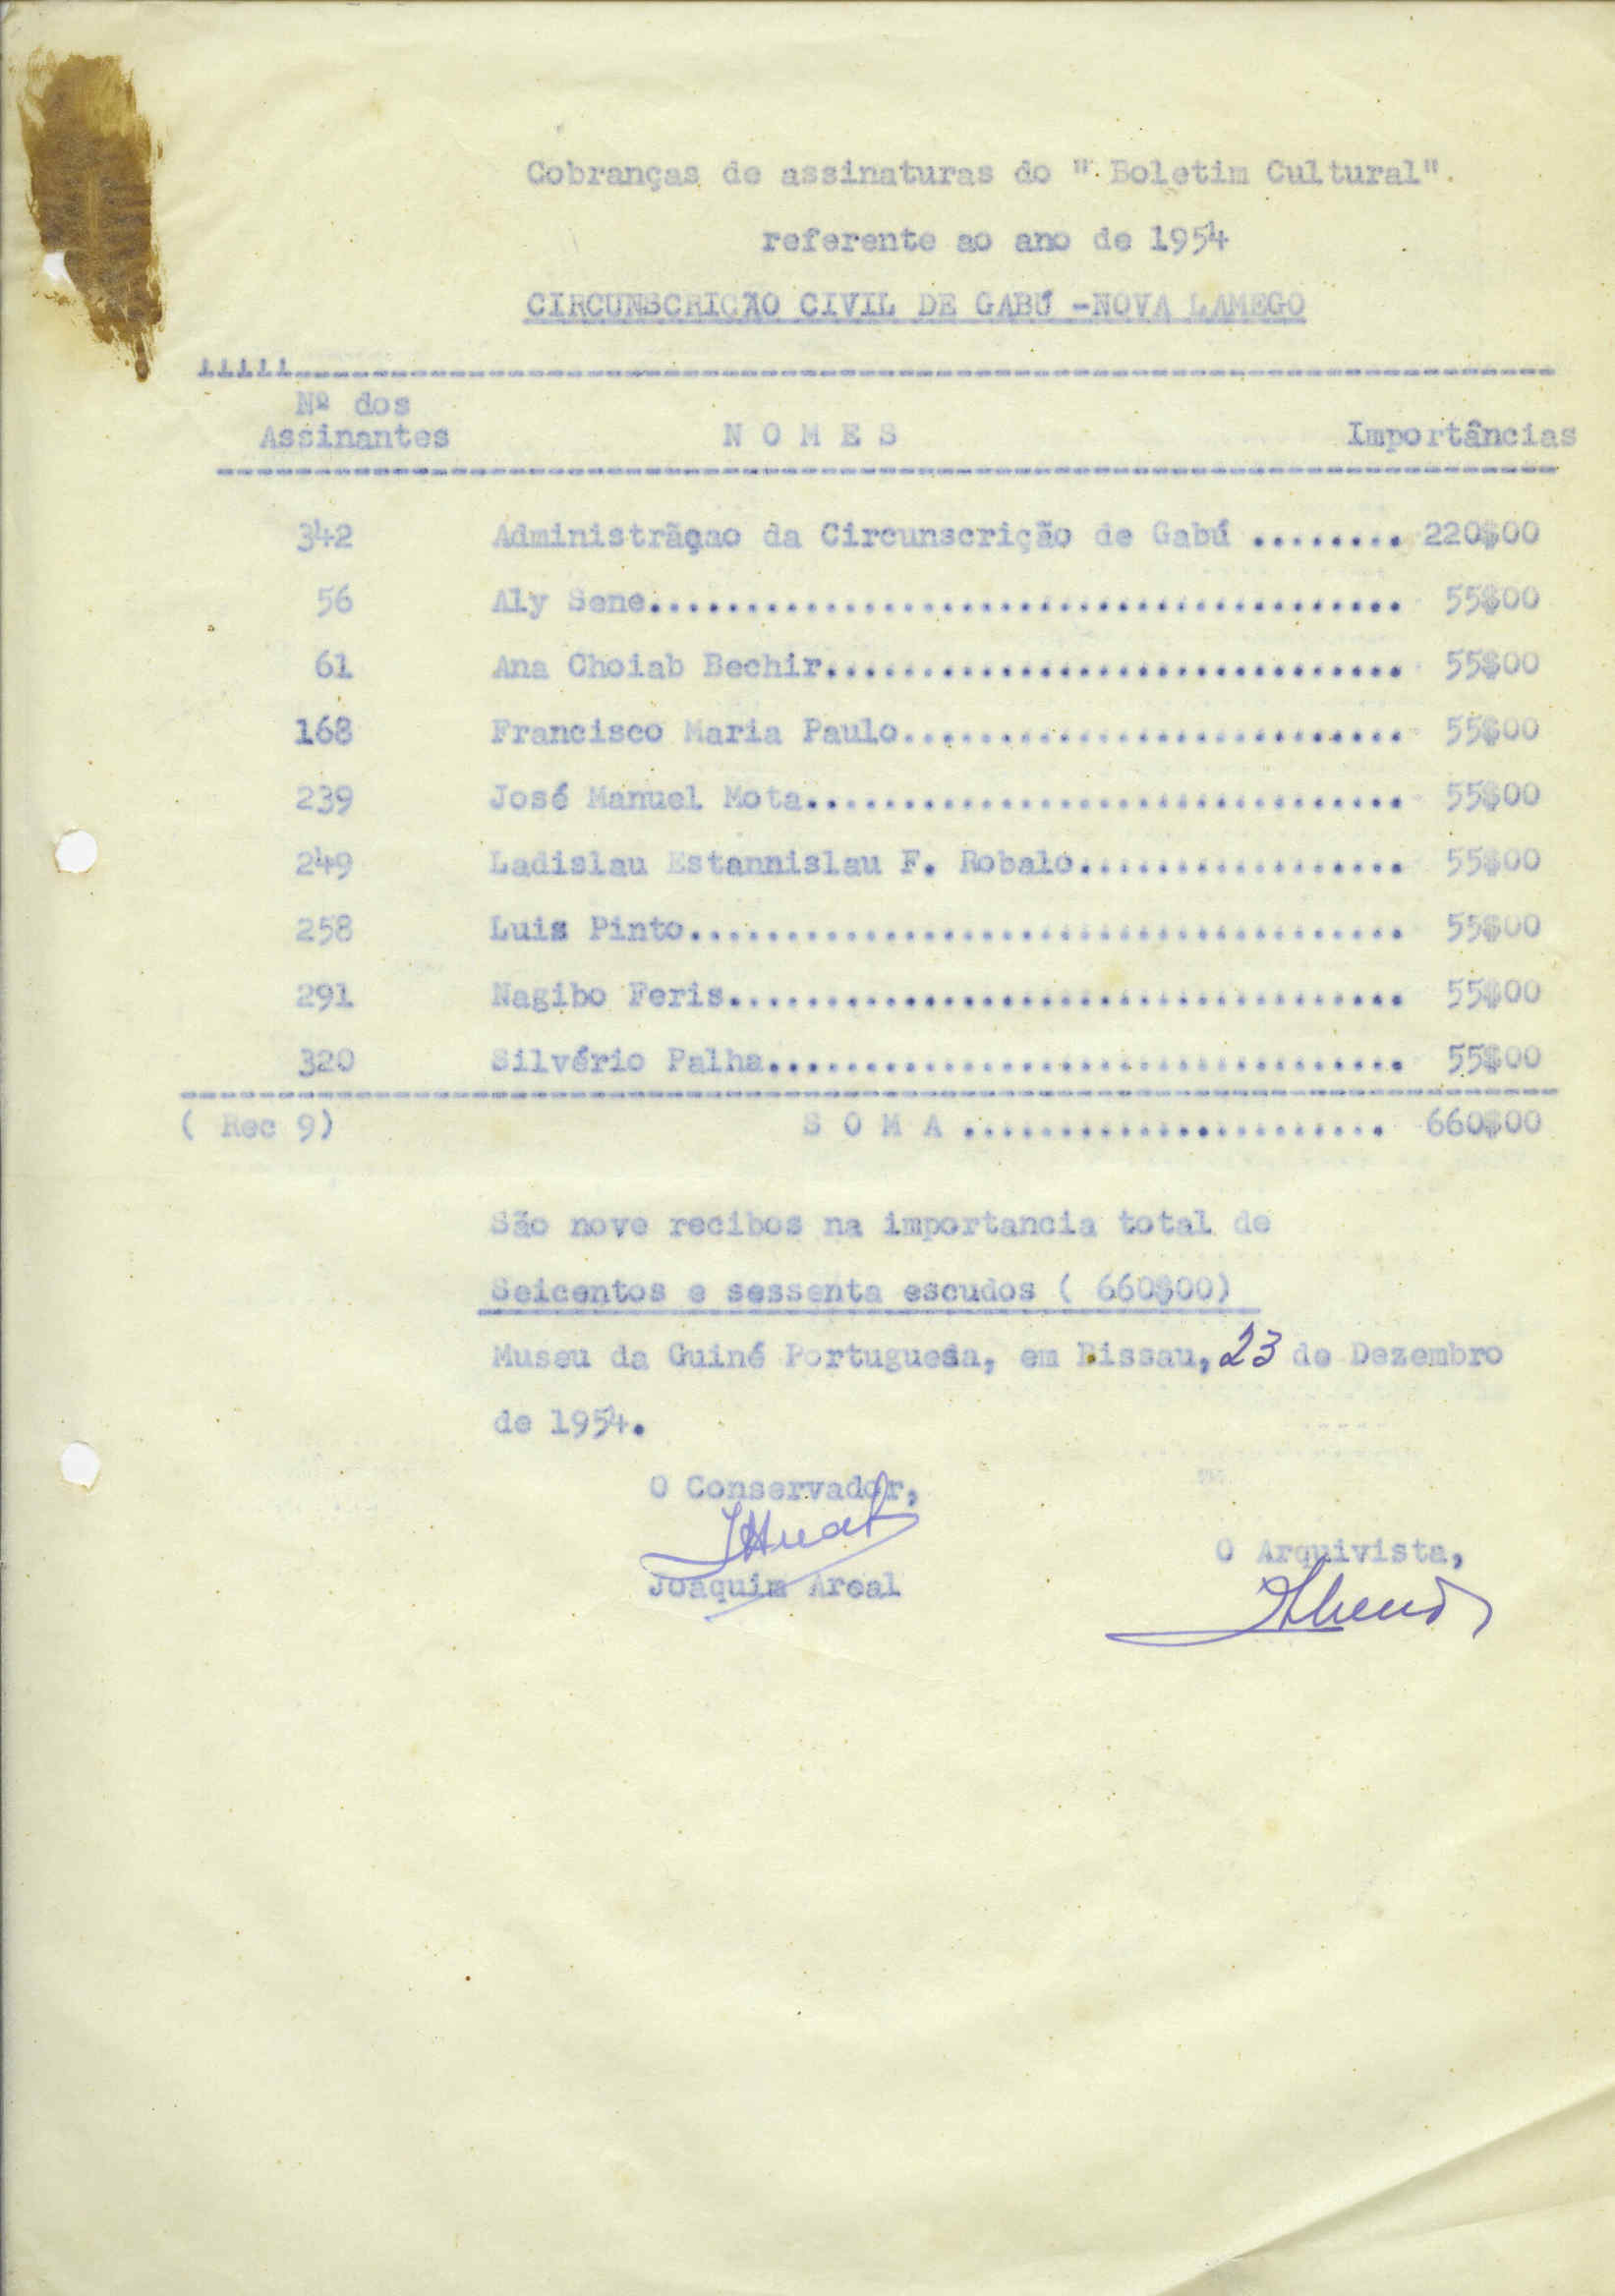 Cobranças de assinaturas do " Boletim Cultural".
referente ao ano de 1954
CIRCUNSCRIÇÃO CIVIL DE GABÚ -NOVA LAMEGO
Nº dos
Assinantes N O M E S Importâncias
342 Administrãçao da Circunscrição de Gabú ........ 220$00
56 Aly Sene....................................... 55$00
61 Ana Choiab Bechir.............................. 55$00
168 Francisco Maria Paulo.......................... 55$00
239 José Manuel Mota............................... 55$00
249 Ladislau Estannislau F. Robalo................. 55$00
258 Luis Pinto..................................... 55$00
291 Nagibo Feris................................... 55$00
320 Silvério Palha................................. 55$00
( Rec 9) S O M A ...................... 660$00
São nove recibos na importancia total de
Seicentos e sessenta escudos ( 660$00)
Museu da Guiné Portuguesa, em Bissau, 23 de Dezembro
de 1954.
O Conservador,
O Arquivista,
Joaquim Areal